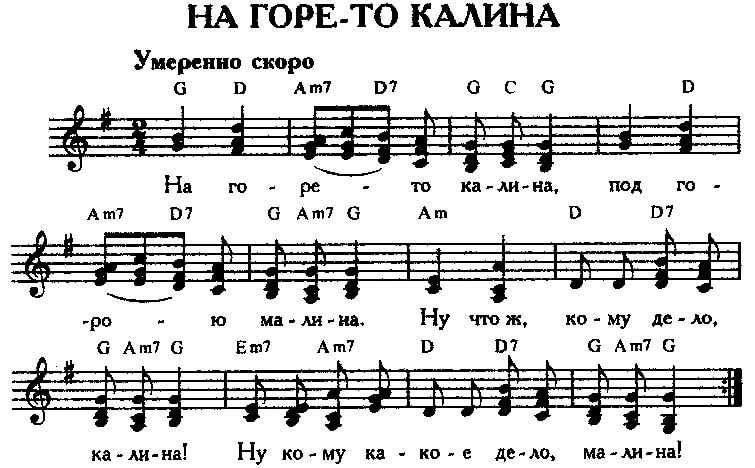 НА ГОРЕ-ТО КАЛИНА
Умеренно скоро
G D Am7 D7 G C G D
2/4
На го - ре - то ка - ли - на, под го -
Am7 D7 G Am7 G Am D D7
-ро - ю ма - ли - на. Ну что ж, ко - му де - ло,
G Am7 G Em7 Am7 D D7 G Am7 G
ка - ли - на! Ну ко - му ка - ко - е де - ло, ма - ли - на!